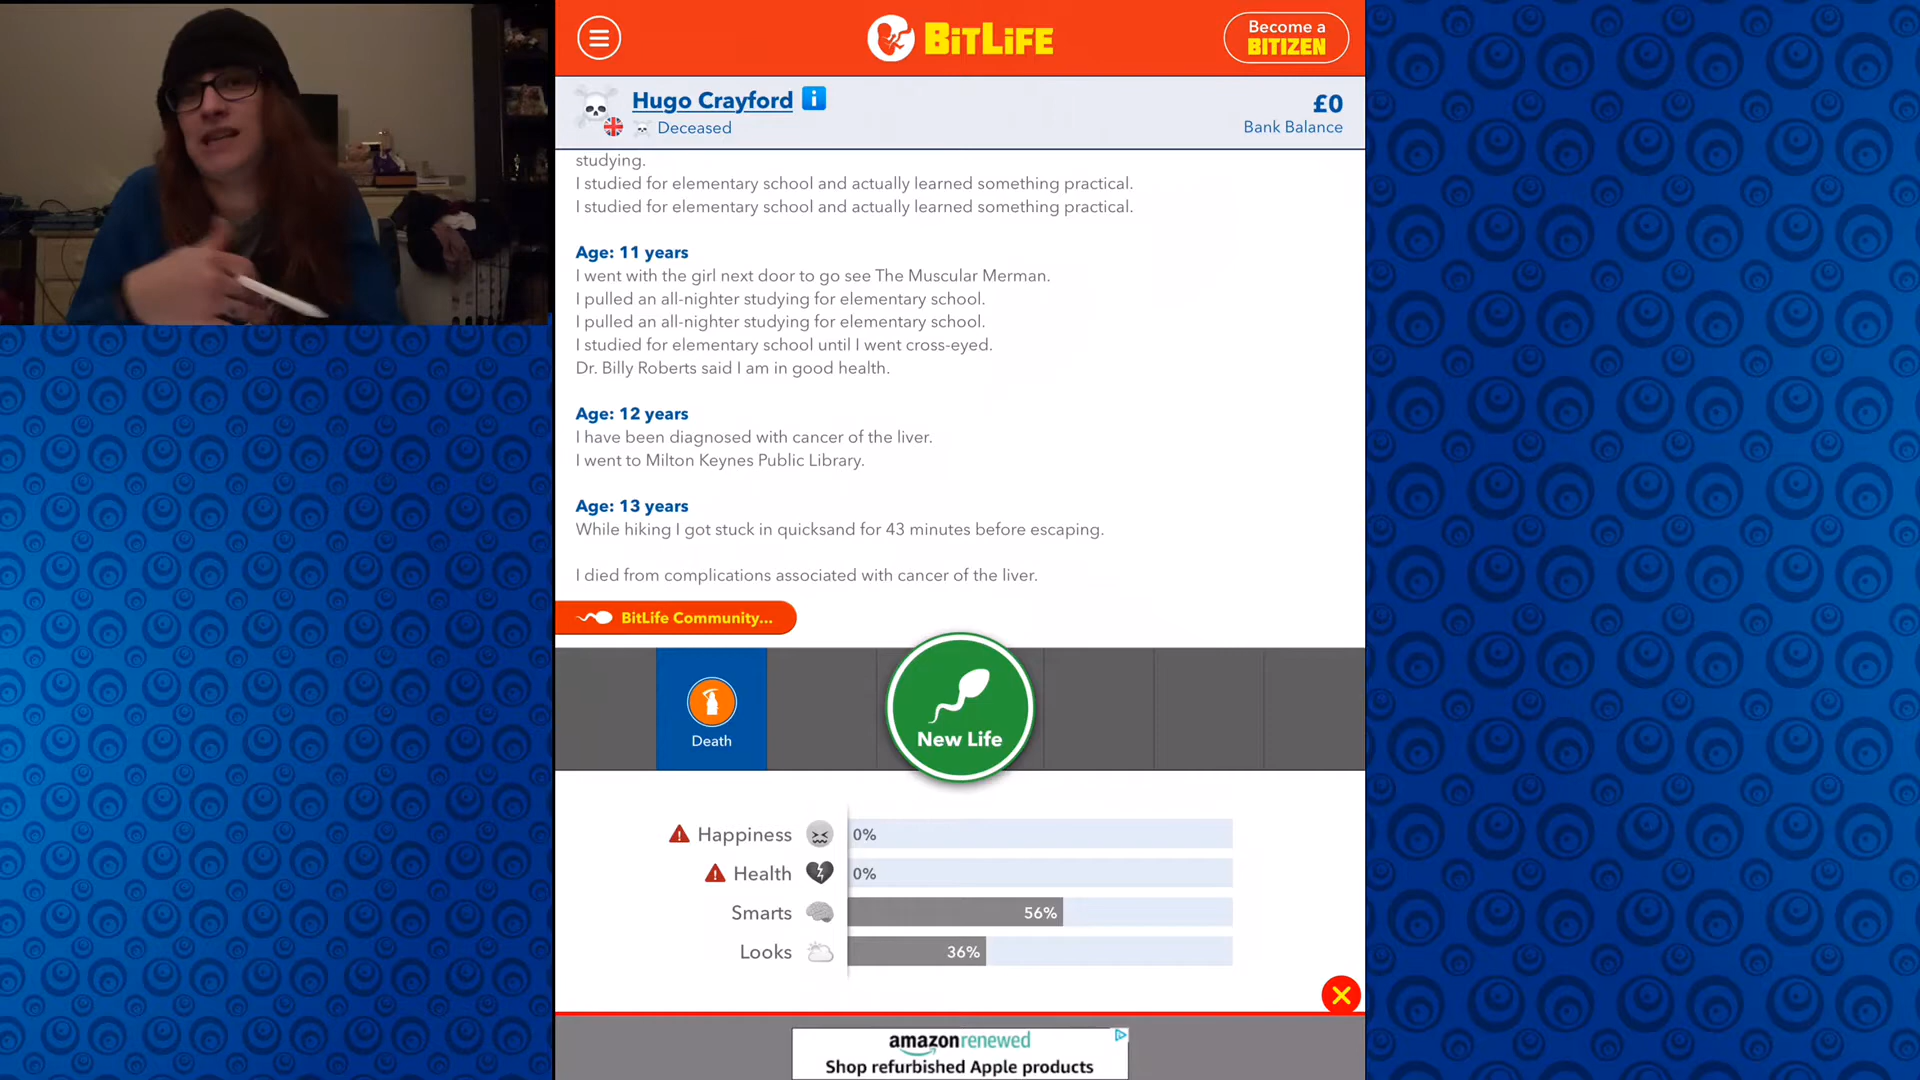 BITLIFE
Become a
BITIZEN
Hugo Crayford
Deceased
£0
Bank Balance
studying.
I studied for elementary school and actually learned something practical.
I studied for elementary school and actually learned something practical.
Age: 11 years
I went with the girl next door to go see The Muscular Merman.
I pulled an all-nighter studying for elementary school.
I pulled an all-nighter studying for elementary school.
I studied for elementary school until I went cross-eyed.
Dr. Billy Roberts said I am in good health.
Age: 12 years
I have been diagnosed with cancer of the liver.
I went to Milton Keynes Public Library.
Age: 13 years
While hiking I got stuck in quicksand for 43 minutes before escaping.
I died from complications associated with cancer of the liver.
BitLife Community...
Death
New Life
Happiness 0%
Health 0%
Smarts 56%
Looks 36%
amazonrenewed
Shop refurbished Apple products